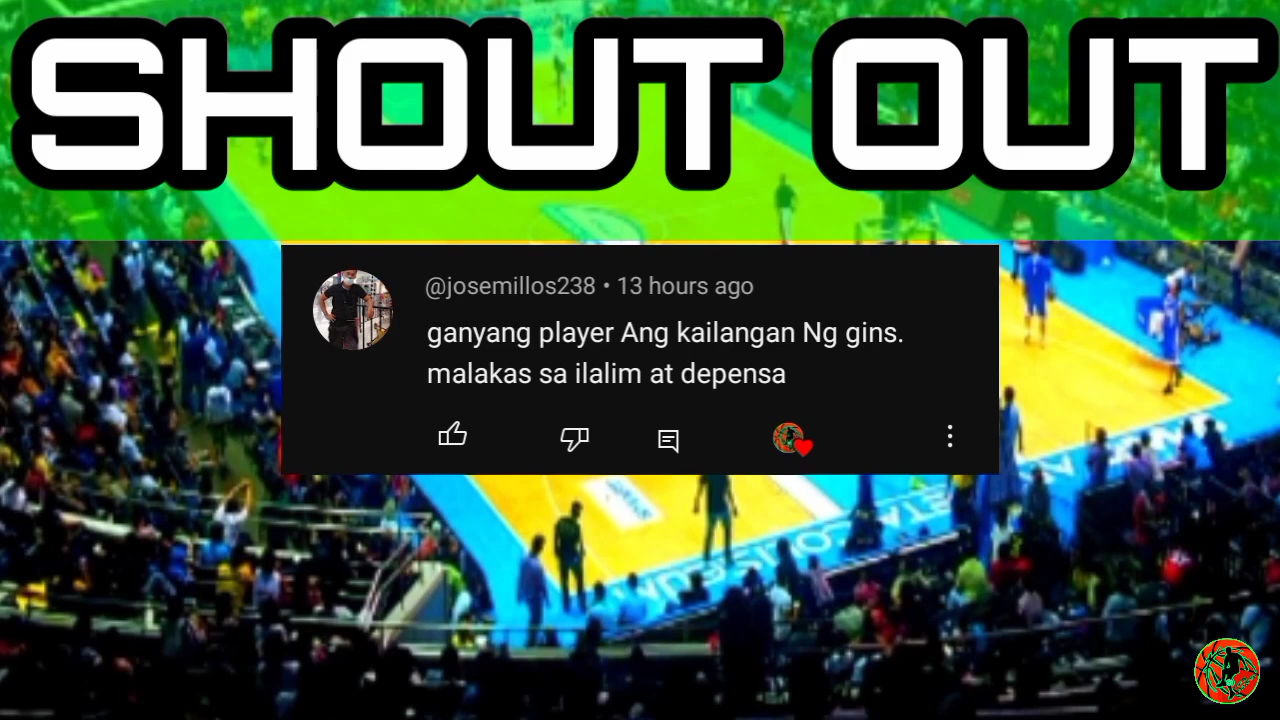 SHOUT OUT
@josemillos238 • 13 hours ago
ganyang player Ang kailangan Ng gins.
malakas sa ilalim at depensa